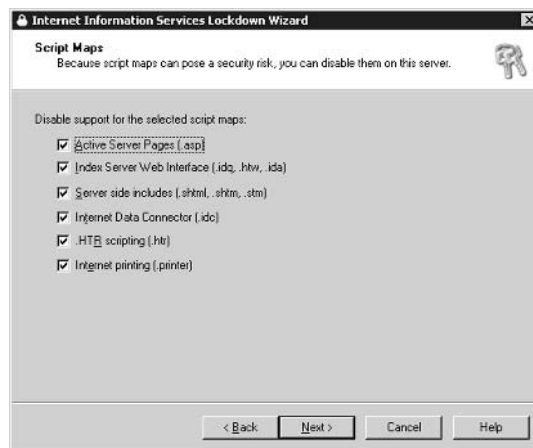 Internet Information Services Lockdown Wizard
Script Maps
Because script maps can pose a security risk, you can disable them on this server.
Disable support for the selected script maps:
Active Server Pages (.asp)
Index Server Web Interface (.idq, .htw, .ida)
Server side includes (.shtml, .shtm, .stm)
Internet Data Connector (.idc)
.HTR scripting (.htr)
Internet printing (.printer)
< Back Next > Cancel Help